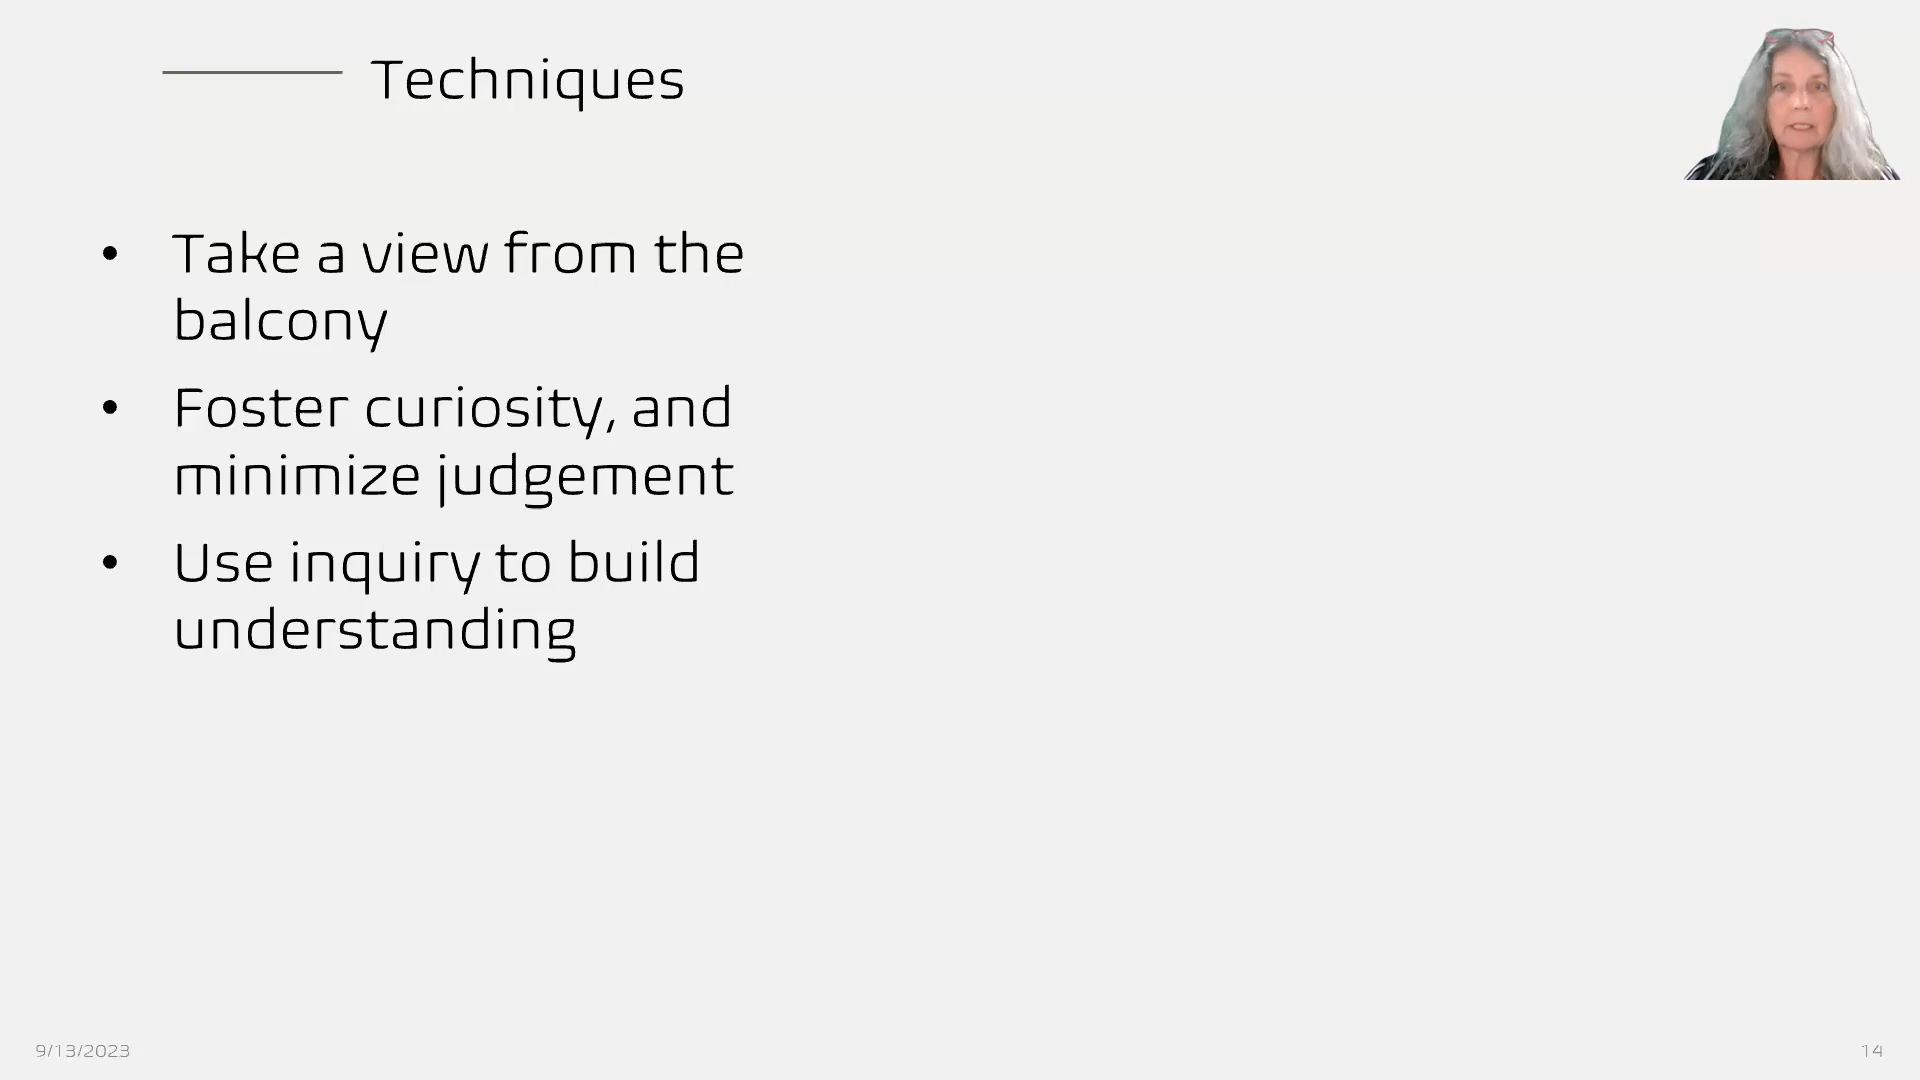 Techniques
• Take a view from the
balcony
• Foster curiosity, and
minimize judgement
• Use inquiry to build
understanding
9/13/2023
14